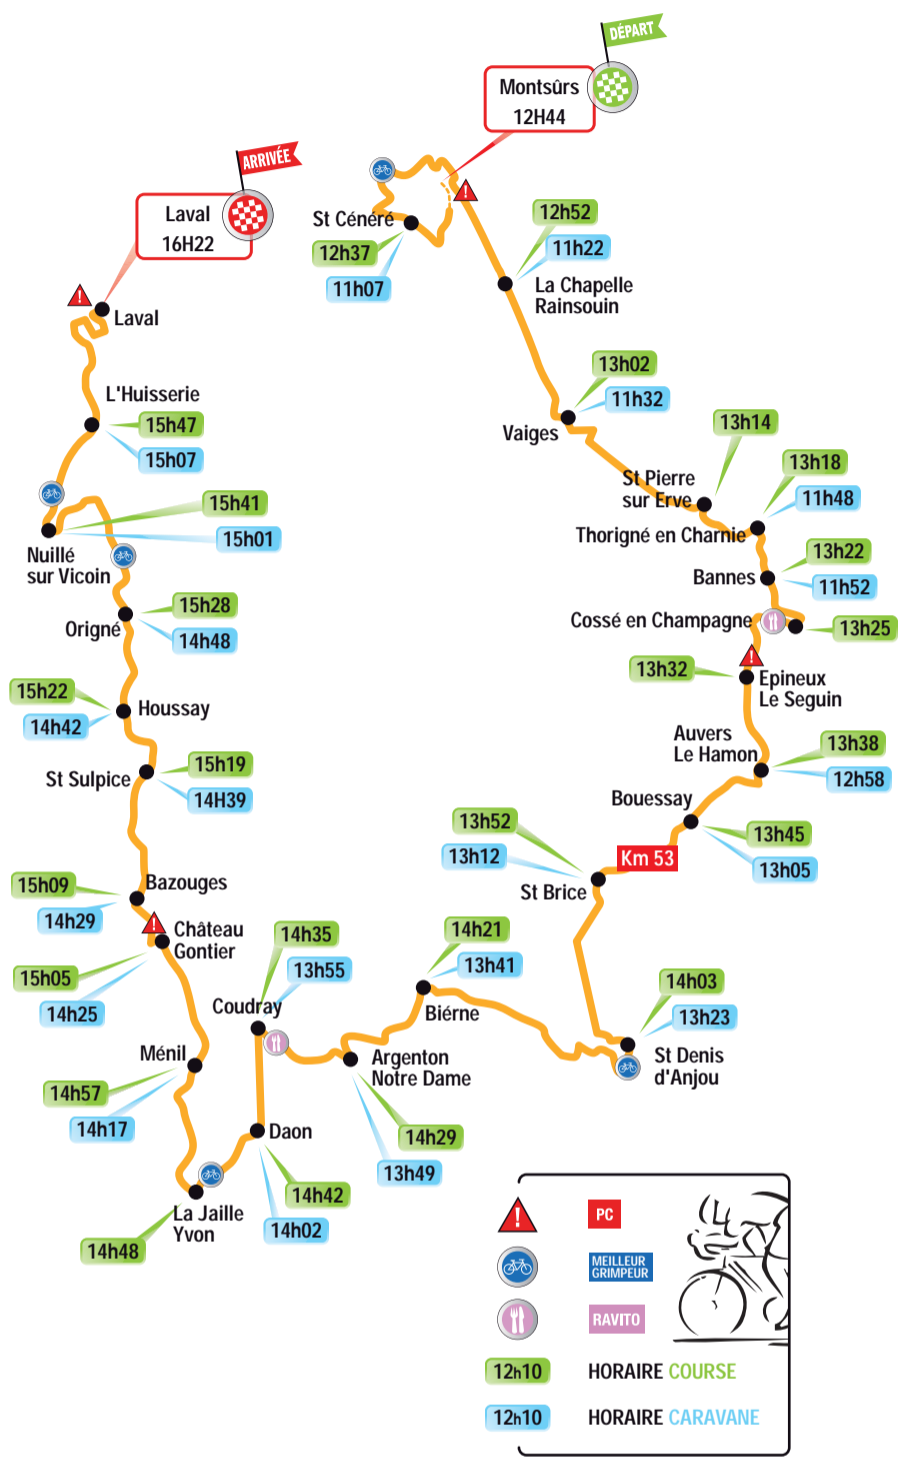 DÉPART
Montsûrs
12H44
ARRIVÉE
Laval
16H22
St Cénéré
12h37
11h07
12h52
11h22
La Chapelle
Rainsouin
Laval
13h02
11h32
Vaiges
L'Huisserie
15h47
15h07
13h14
St Pierre
sur Erve
13h18
11h48
Thorigné en Charnie
15h41
15h01
Nuillé
sur Vicoin
13h22
11h52
Bannes
Cossé en Champagne
13h25
15h28
14h48
Origné
13h32
Epineux
Le Seguin
15h22
14h42
Houssay
Auvers
Le Hamon
13h38
12h58
St Sulpice
15h19
14H39
Bouessay
13h45
13h05
13h52
13h12
Km 53
St Brice
Bazouges
15h09
14h29
Château
Gontier
15h05
14h25
14h35
13h55
Coudray
14h21
13h41
Biérne
14h03
13h23
St Denis
d'Anjou
Argenton
Notre Dame
14h29
13h49
Ménil
14h57
14h17
Daon
14h42
14h02
La Jaille
Yvon
14h48
PC
MEILLEUR
GRIMPEUR
RAVITO
12h10 HORAIRE COURSE
12h10 HORAIRE CARAVANE